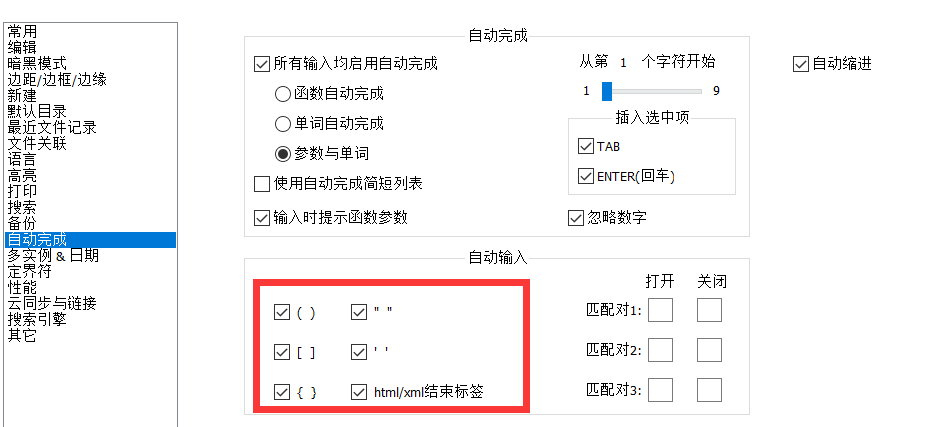 常用
编辑
暗黑模式
边距/边框/边缘
新建
默认目录
最近文件记录
文件关联
语言
高亮
打印
搜索
备份
自动完成
多实例 & 日期
定界符
性能
云同步与链接
搜索引擎
其它
自动完成
所有输入均启用自动完成
函数自动完成
单词自动完成
参数与单词
使用自动完成简短列表
输入时提示函数参数
从第 1 个字符开始
1 9
插入选中项
TAB
ENTER(回车)
忽略数字
自动缩进
自动输入
( ) " "
[ ] ' '
{ } html/xml结束标签
打开 关闭
匹配对1:
匹配对2:
匹配对3: